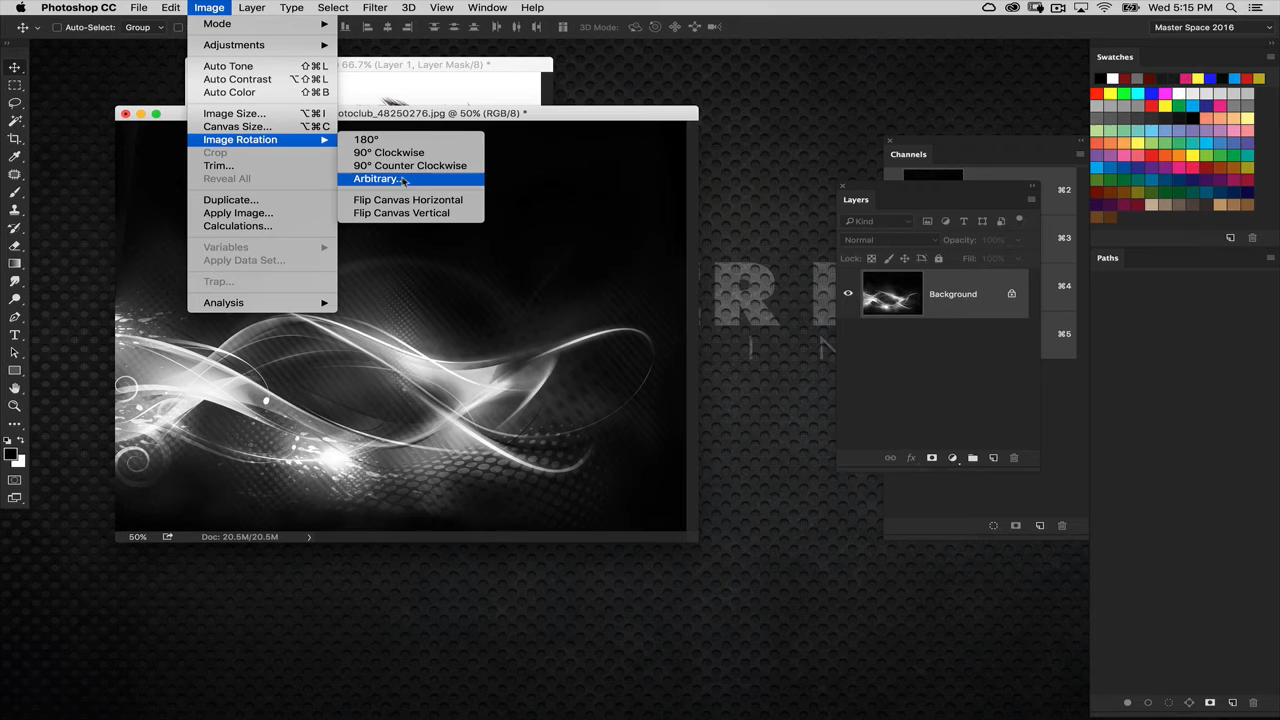 Photoshop CC File Edit Image Layer Type Select Filter 3D View Window Help Wed 5:15 PM
Auto-Select: Group 3D Mode: Master Space 2016
Mode
Adjustments
Auto Tone ⇧⌘L
Auto Contrast ⌥⇧⌘L
Auto Color ⇧⌘B
Image Size... ⌥⌘I
Canvas Size... ⌥⌘C
Image Rotation
Crop
Trim...
Reveal All
Duplicate...
Apply Image...
Calculations...
Variables
Apply Data Set...
Trap...
Analysis
180°
90° Clockwise
90° Counter Clockwise
Arbitrary...
Flip Canvas Horizontal
Flip Canvas Vertical
66.7% (Layer 1, Layer Mask/8) *
otoclub_48250276.jpg @ 50% (RGB/8) *
50% Doc: 20.5M/20.5M
Channels
⌘2
⌘3
⌘4
⌘5
Layers
Kind
Normal Opacity: 100%
Lock: Fill: 100%
Background
Swatches
Paths